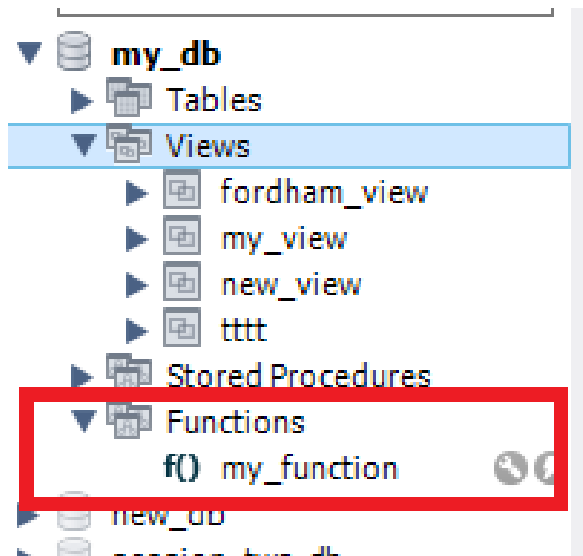 my_db
Tables
Views
fordham_view
my_view
new_view
tttt
Stored Procedures
Functions
f() my_function
new_db